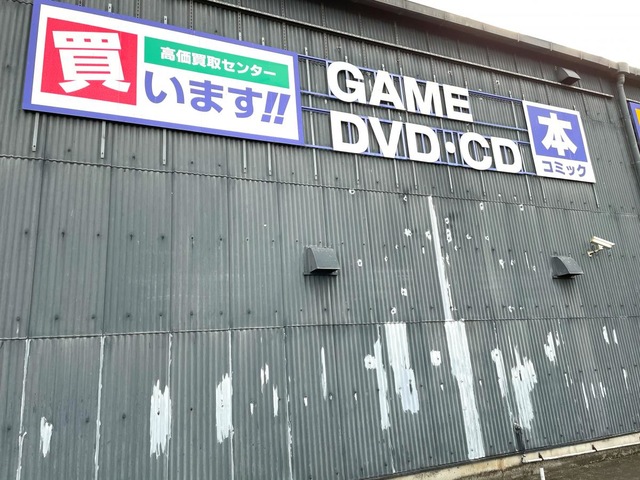 高価買取センター
買います!!
GAME
DVD・CD
本
コミック